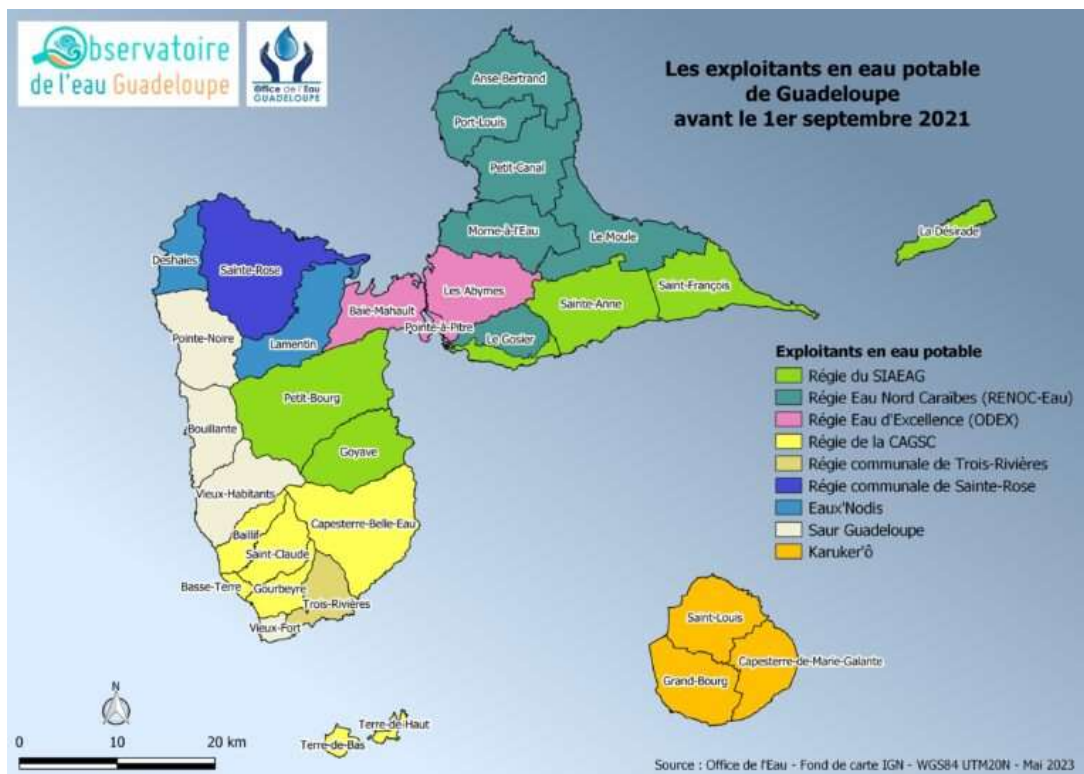 Observatoire
de l'eau Guadeloupe
Office de l'Eau
GUADELOUPE
Les exploitants en eau potable
de Guadeloupe
avant le 1er septembre 2021
Anse-Bertrand
Port-Louis
Petit-Canal
Morne-à-l'Eau
Le Moule
La Désirade
Deshaies
Sainte-Rose
Les Abymes
Saint-François
Sainte-Anne
Baie-Mahault
Pointe-à-Pitre
Le Gosier
Pointe-Noire
Lamentin
Petit-Bourg
Bouillante
Goyave
Vieux-Habitants
Capesterre-Belle-Eau
Baillif
Saint-Claude
Basse-Terre
Gourbeyre
Trois-Rivières
Vieux-Fort
Terre-de-Haut
Terre-de-Bas
Saint-Louis
Capesterre-de-Marie-Galante
Grand-Bourg
Exploitants en eau potable
Régie du SIAEAG
Régie Eau Nord Caraïbes (RENOC-Eau)
Régie Eau d'Excellence (ODEX)
Régie de la CAGSC
Régie communale de Trois-Rivières
Régie communale de Sainte-Rose
Eaux'Nodis
Saur Guadeloupe
Karuker'ô
N
0 10 20 km
Source : Office de l'Eau - Fond de carte IGN - WGS84 UTM20N - Mai 2023